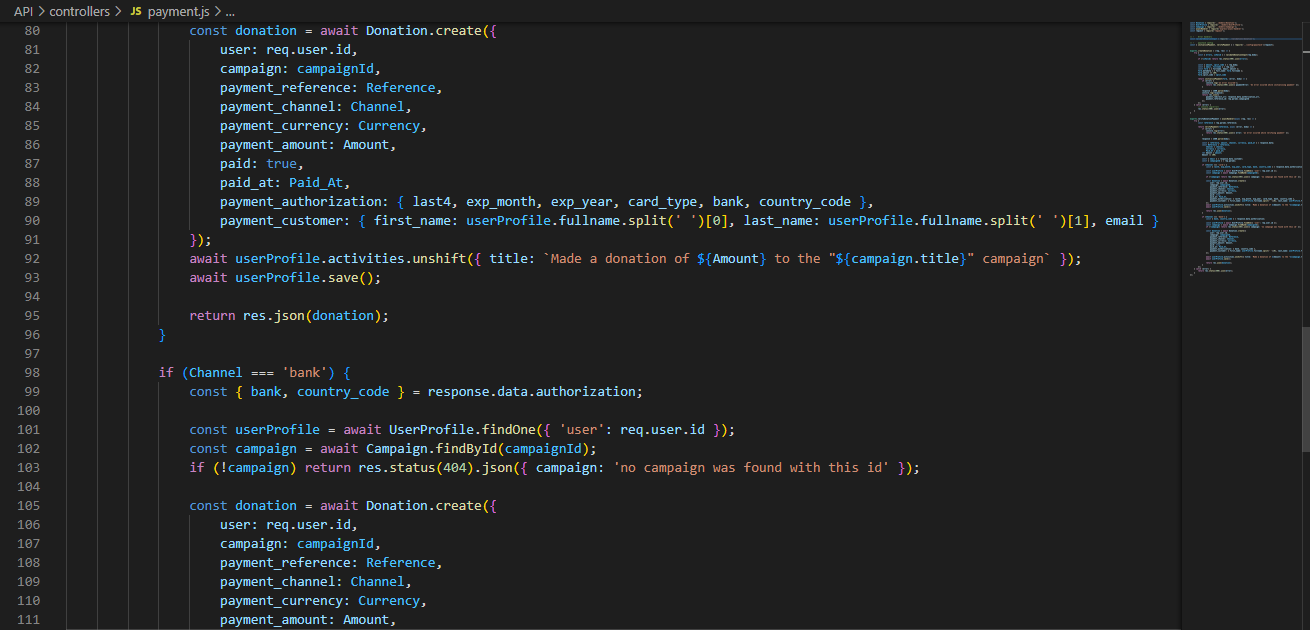 API > controllers > JS payment.js > ...
80 const donation = await Donation.create({
81 user: req.user.id,
82 campaign: campaignId,
83 payment_reference: Reference,
84 payment_channel: Channel,
85 payment_currency: Currency,
86 payment_amount: Amount,
87 paid: true,
88 paid_at: Paid_At,
89 payment_authorization: { last4, exp_month, exp_year, card_type, bank, country_code },
90 payment_customer: { first_name: userProfile.fullname.split(' ')[0], last_name: userProfile.fullname.split(' ')[1], email }
91 });
92 await userProfile.activities.unshift({ title: `Made a donation of ${Amount} to the "${campaign.title}" campaign` });
93 await userProfile.save();
94
95 return res.json(donation);
96 }
97
98 if (Channel === 'bank') {
99 const { bank, country_code } = response.data.authorization;
100
101 const userProfile = await UserProfile.findOne({ 'user': req.user.id });
102 const campaign = await Campaign.findById(campaignId);
103 if (!campaign) return res.status(404).json({ campaign: 'no campaign was found with this id' });
104
105 const donation = await Donation.create({
106 user: req.user.id,
107 campaign: campaignId,
108 payment_reference: Reference,
109 payment_channel: Channel,
110 payment_currency: Currency,
111 payment_amount: Amount,